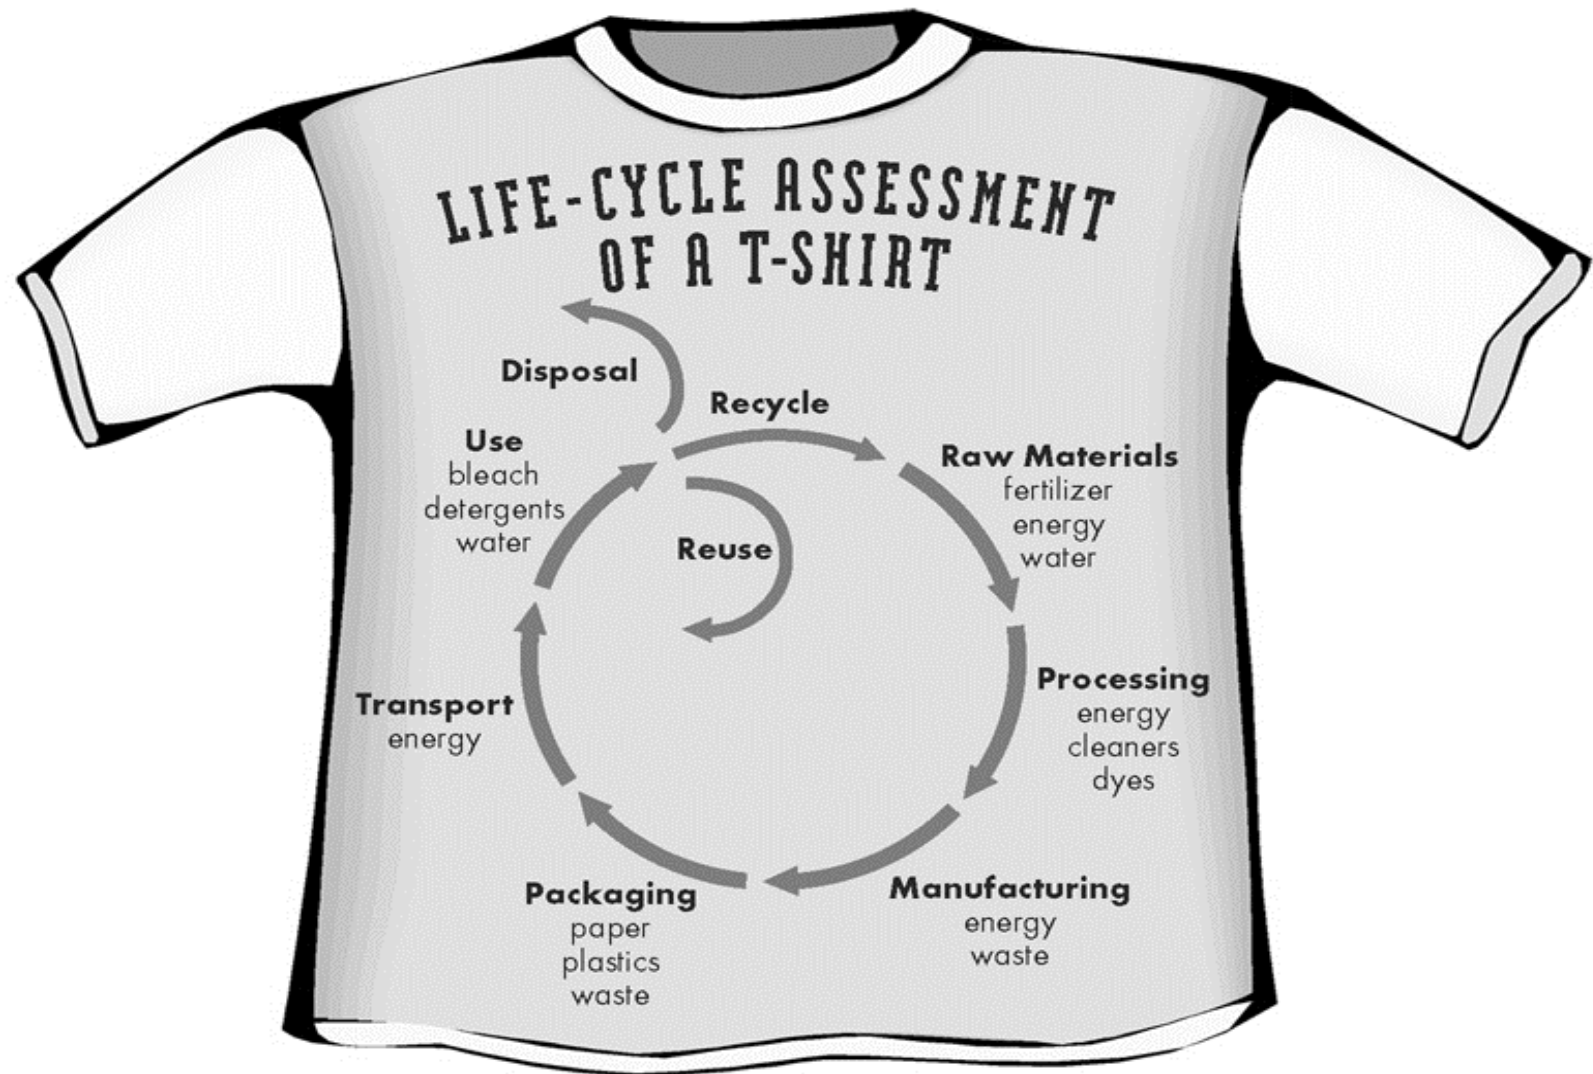 LIFE-CYCLE ASSESSMENT
OF A T-SHIRT
Disposal
Recycle
Use
bleach
detergents
water
Raw Materials
fertilizer
energy
water
Reuse
Processing
energy
cleaners
dyes
Transport
energy
Manufacturing
energy
waste
Packaging
paper
plastics
waste